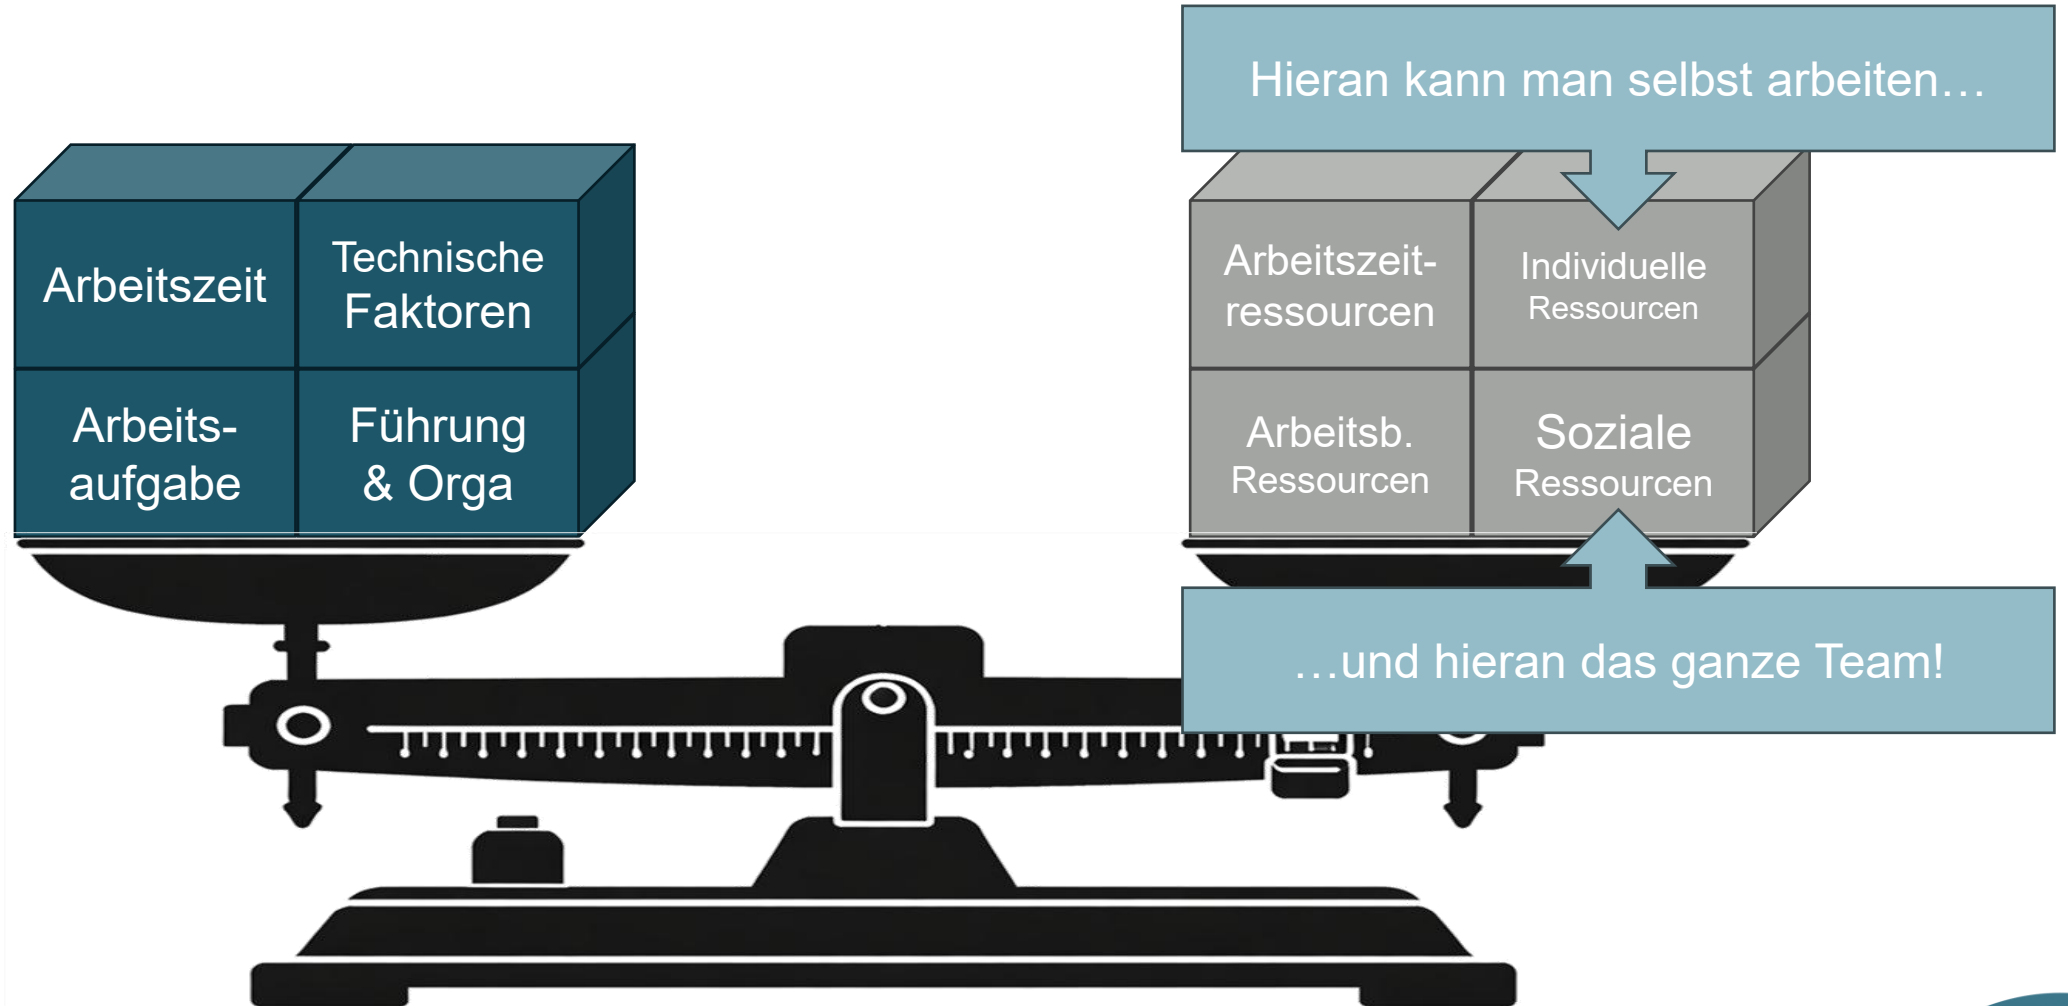 Hieran kann man selbst arbeiten…
Arbeitszeit
Technische
Faktoren
Arbeits-
aufgabe
Führung
& Orga
Arbeitszeit-
ressourcen
Individuelle
Ressourcen
Arbeitsb.
Ressourcen
Soziale
Ressourcen
…und hieran das ganze Team!